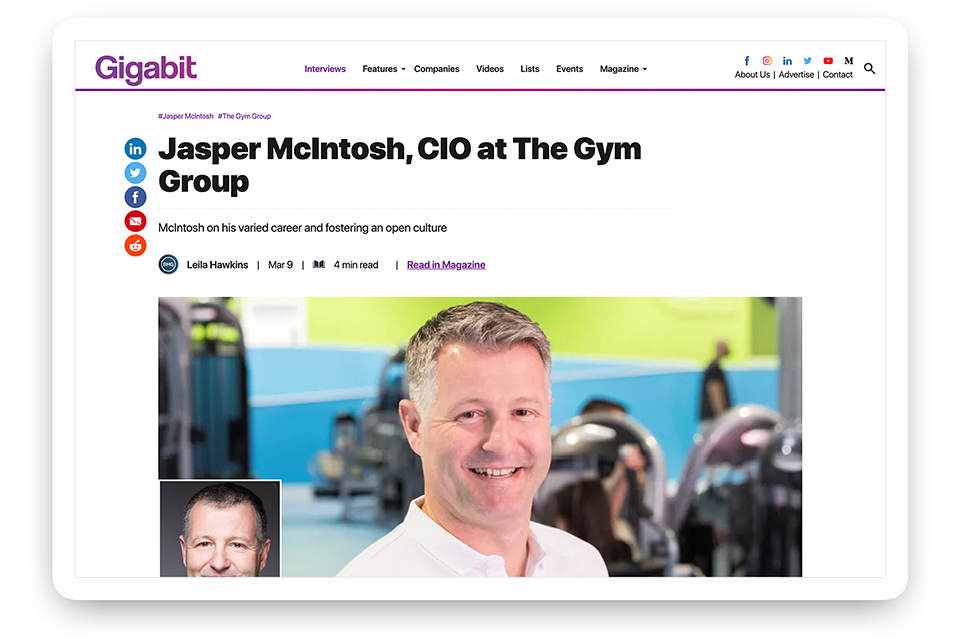 Gigabit
Interviews Features Companies Videos Lists Events Magazine
About Us | Advertise | Contact
#Jasper McIntosh #The Gym Group
Jasper McIntosh, CIO at The Gym
Group
McIntosh on his varied career and fostering an open culture
BMG Leila Hawkins | Mar 9 | 4 min read | Read in Magazine